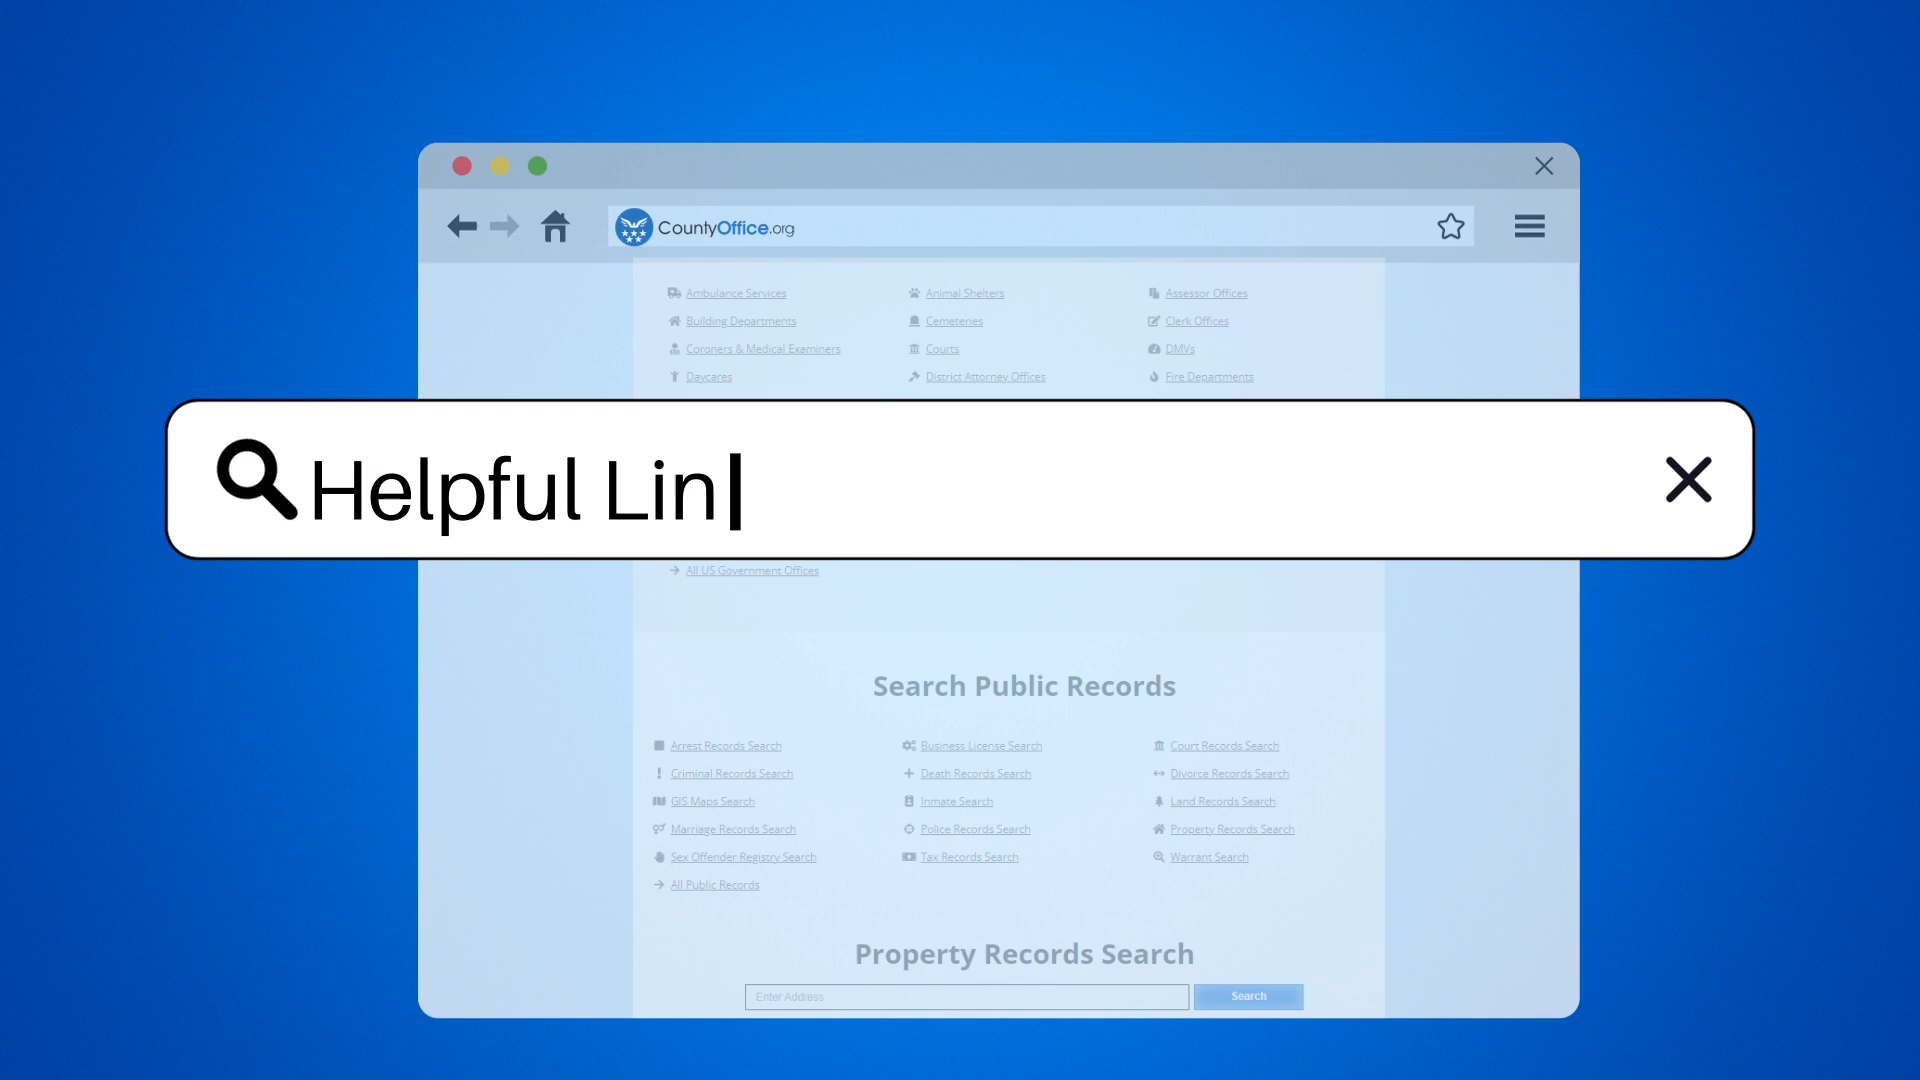 CountyOffice.org
Ambulance Services Animal Shelters Assessor Offices
Building Departments Cemeteries Clerk Offices
Coroners & Medical Examiners Courts DMVs
Daycares District Attorney Offices Fire Departments
Helpful Lin
All US Government Offices
Search Public Records
Arrest Records Search Business License Search Court Records Search
Criminal Records Search Death Records Search Divorce Records Search
GIS Maps Search Inmate Search Land Records Search
Marriage Records Search Police Records Search Property Records Search
Sex Offender Registry Search Tax Records Search Warrant Search
All Public Records
Property Records Search
Enter Address Search